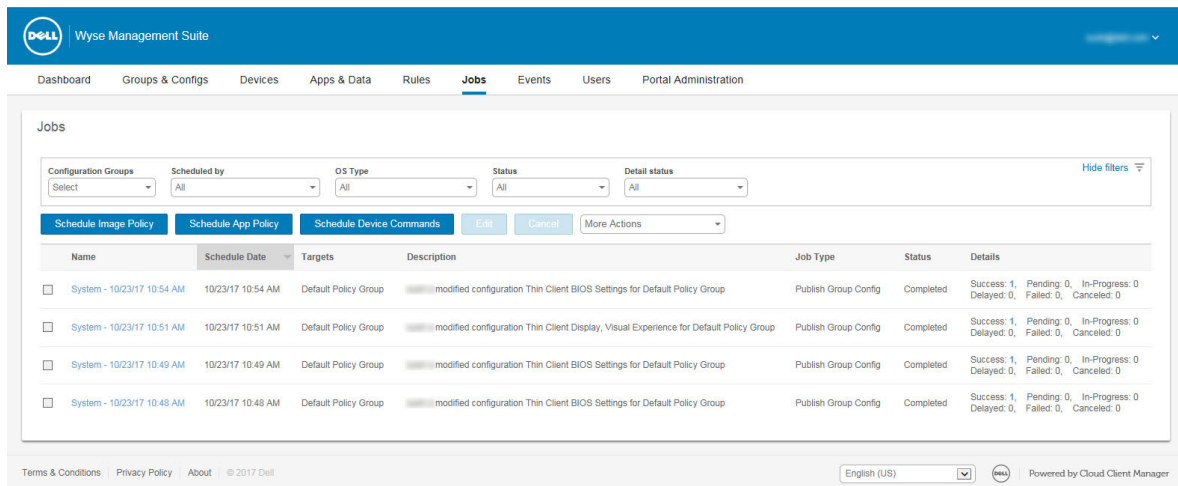 DELL Wyse Management Suite
Dashboard Groups & Configs Devices Apps & Data Rules Jobs Events Users Portal Administration
Jobs
Hide filters
Configuration Groups Scheduled by OS Type Status Detail status
Select All All All All
Schedule Image Policy Schedule App Policy Schedule Device Commands Edit Cancel More Actions
Name Schedule Date Targets Description Job Type Status Details
System - 10/23/17 10:54 AM 10/23/17 10:54 AM Default Policy Group modified configuration Thin Client BIOS Settings for Default Policy Group Publish Group Config Completed Success: 1, Pending: 0, In-Progress: 0
Delayed: 0, Failed: 0, Canceled: 0
System - 10/23/17 10:51 AM 10/23/17 10:51 AM Default Policy Group modified configuration Thin Client Display, Visual Experience for Default Policy Group Publish Group Config Completed Success: 1, Pending: 0, In-Progress: 0
Delayed: 0, Failed: 0, Canceled: 0
System - 10/23/17 10:49 AM 10/23/17 10:49 AM Default Policy Group modified configuration Thin Client BIOS Settings for Default Policy Group Publish Group Config Completed Success: 1, Pending: 0, In-Progress: 0
Delayed: 0, Failed: 0, Canceled: 0
System - 10/23/17 10:48 AM 10/23/17 10:48 AM Default Policy Group modified configuration Thin Client BIOS Settings for Default Policy Group Publish Group Config Completed Success: 1, Pending: 0, In-Progress: 0
Delayed: 0, Failed: 0, Canceled: 0
Terms & Conditions Privacy Policy About © 2017 Dell English (US) DELL Powered by Cloud Client Manager